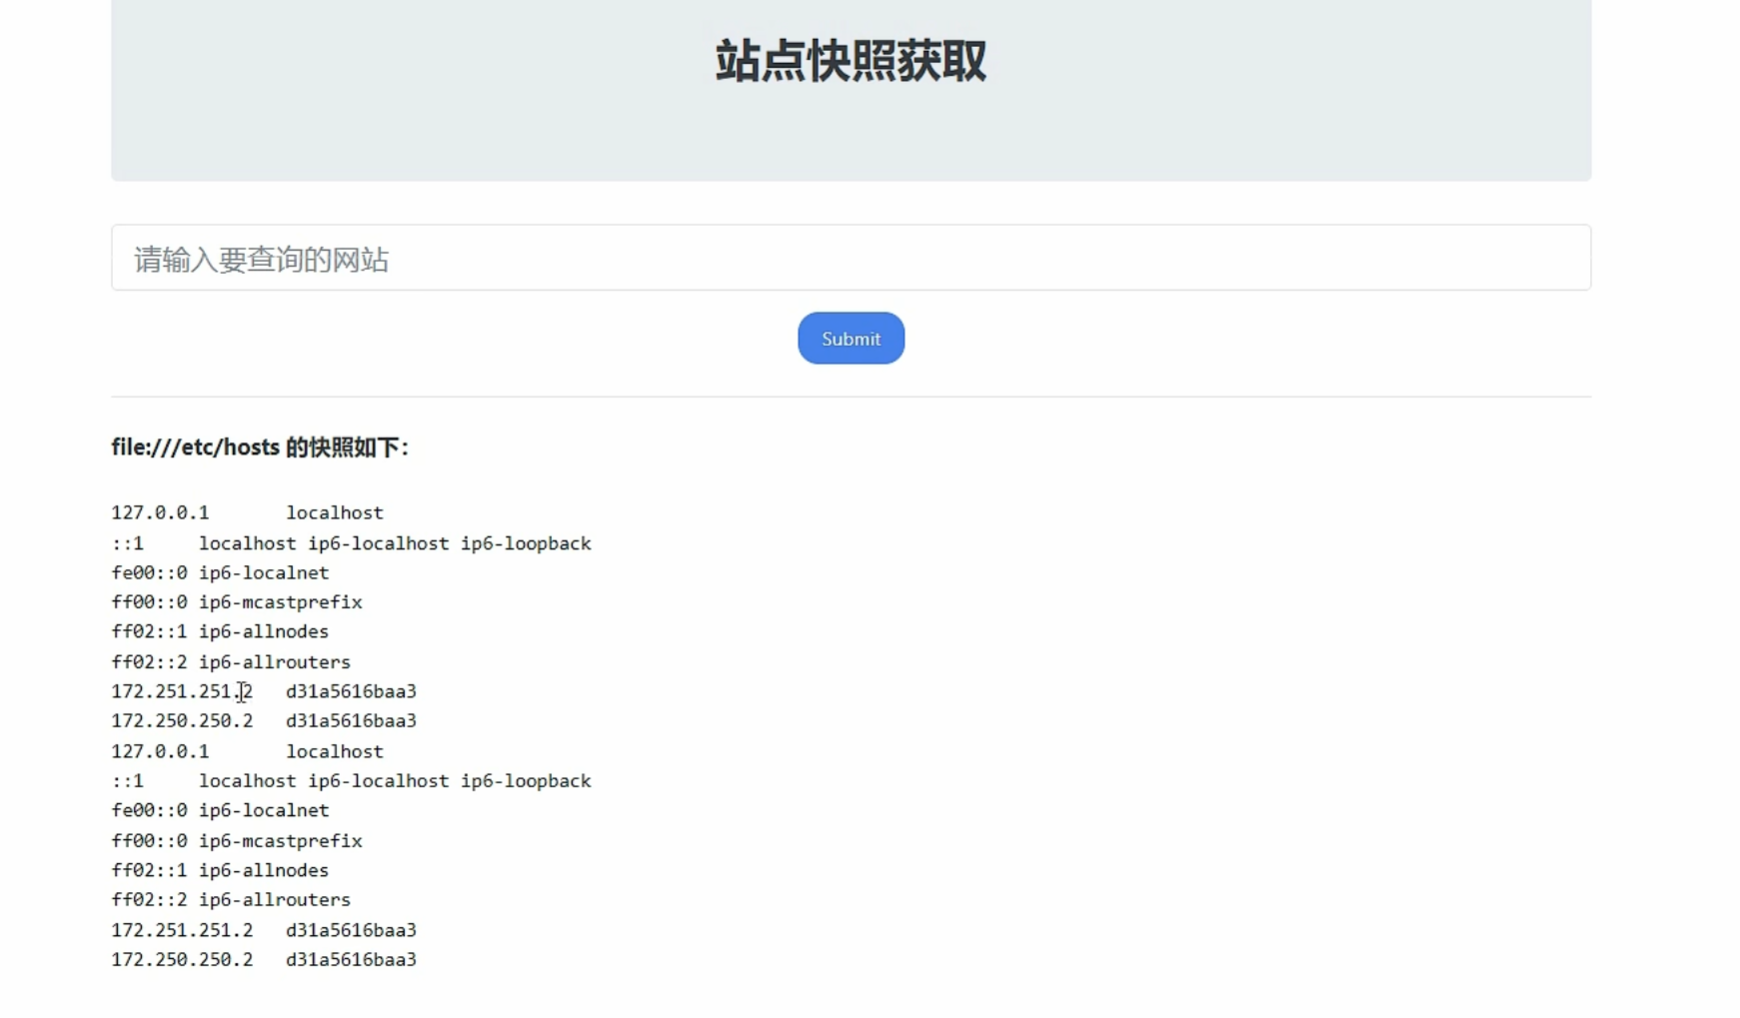 站点快照获取
请输入要查询的网站
Submit
file:///etc/hosts 的快照如下：
127.0.0.1 localhost
::1 localhost ip6-localhost ip6-loopback
fe00::0 ip6-localnet
ff00::0 ip6-mcastprefix
ff02::1 ip6-allnodes
ff02::2 ip6-allrouters
172.251.251.2 d31a5616baa3
172.250.250.2 d31a5616baa3
127.0.0.1 localhost
::1 localhost ip6-localhost ip6-loopback
fe00::0 ip6-localnet
ff00::0 ip6-mcastprefix
ff02::1 ip6-allnodes
ff02::2 ip6-allrouters
172.251.251.2 d31a5616baa3
172.250.250.2 d31a5616baa3